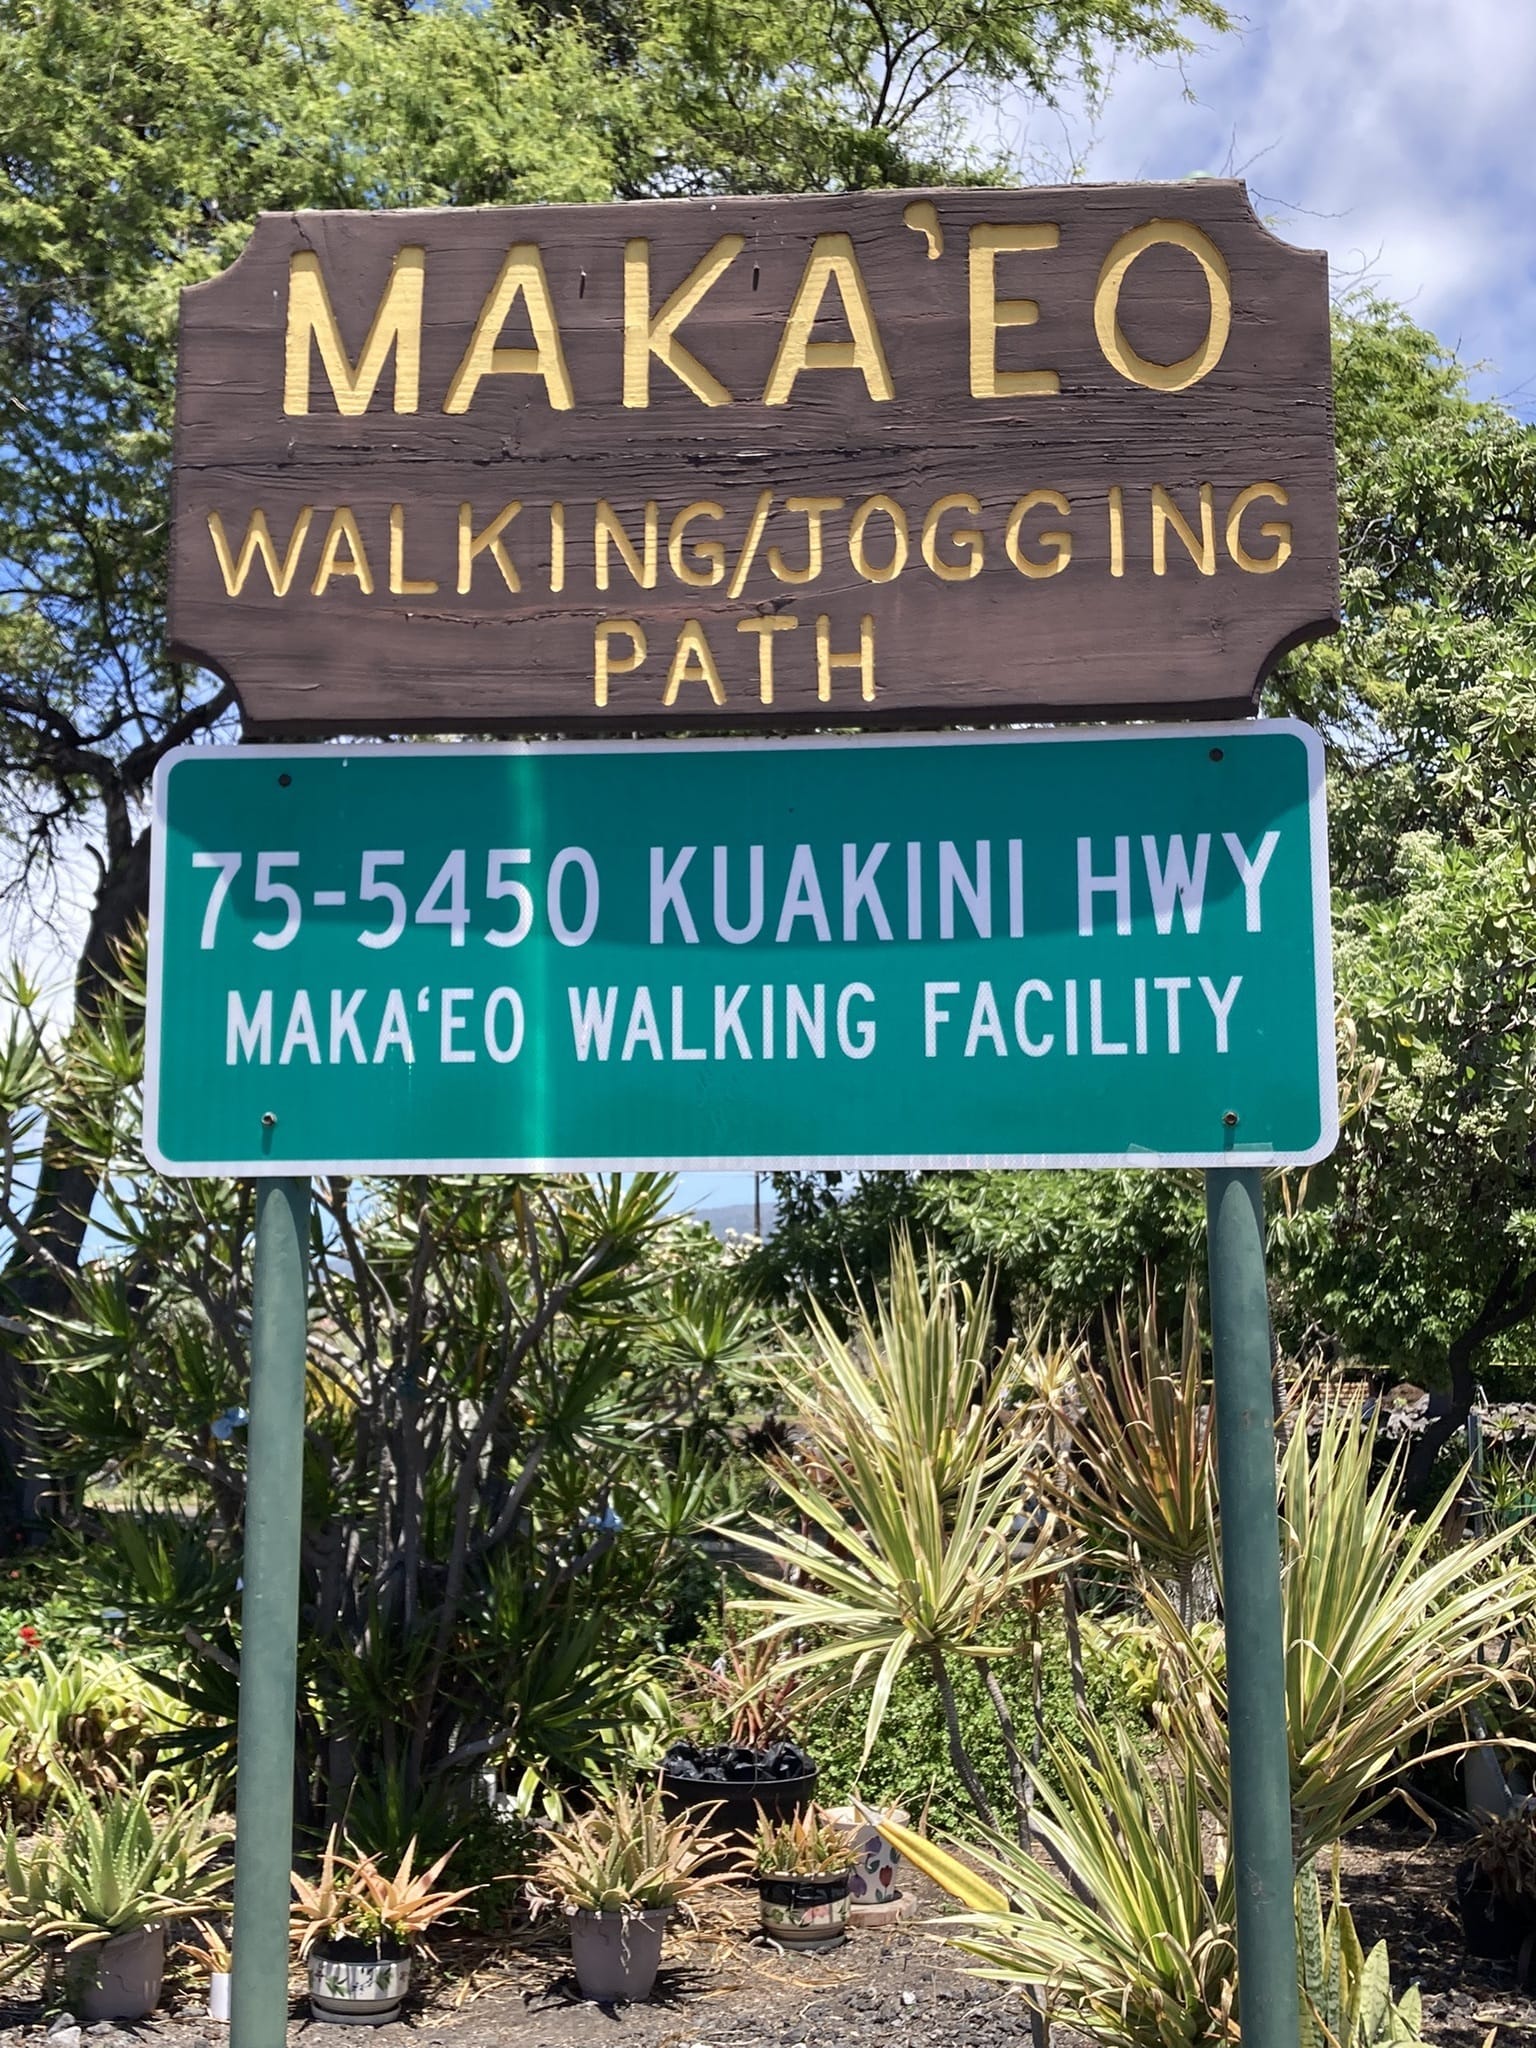 MAKA'EO
WALKING/JOGGING
PATH
75-5450 KUAKINI HWY
MAKA‘EO WALKING FACILITY